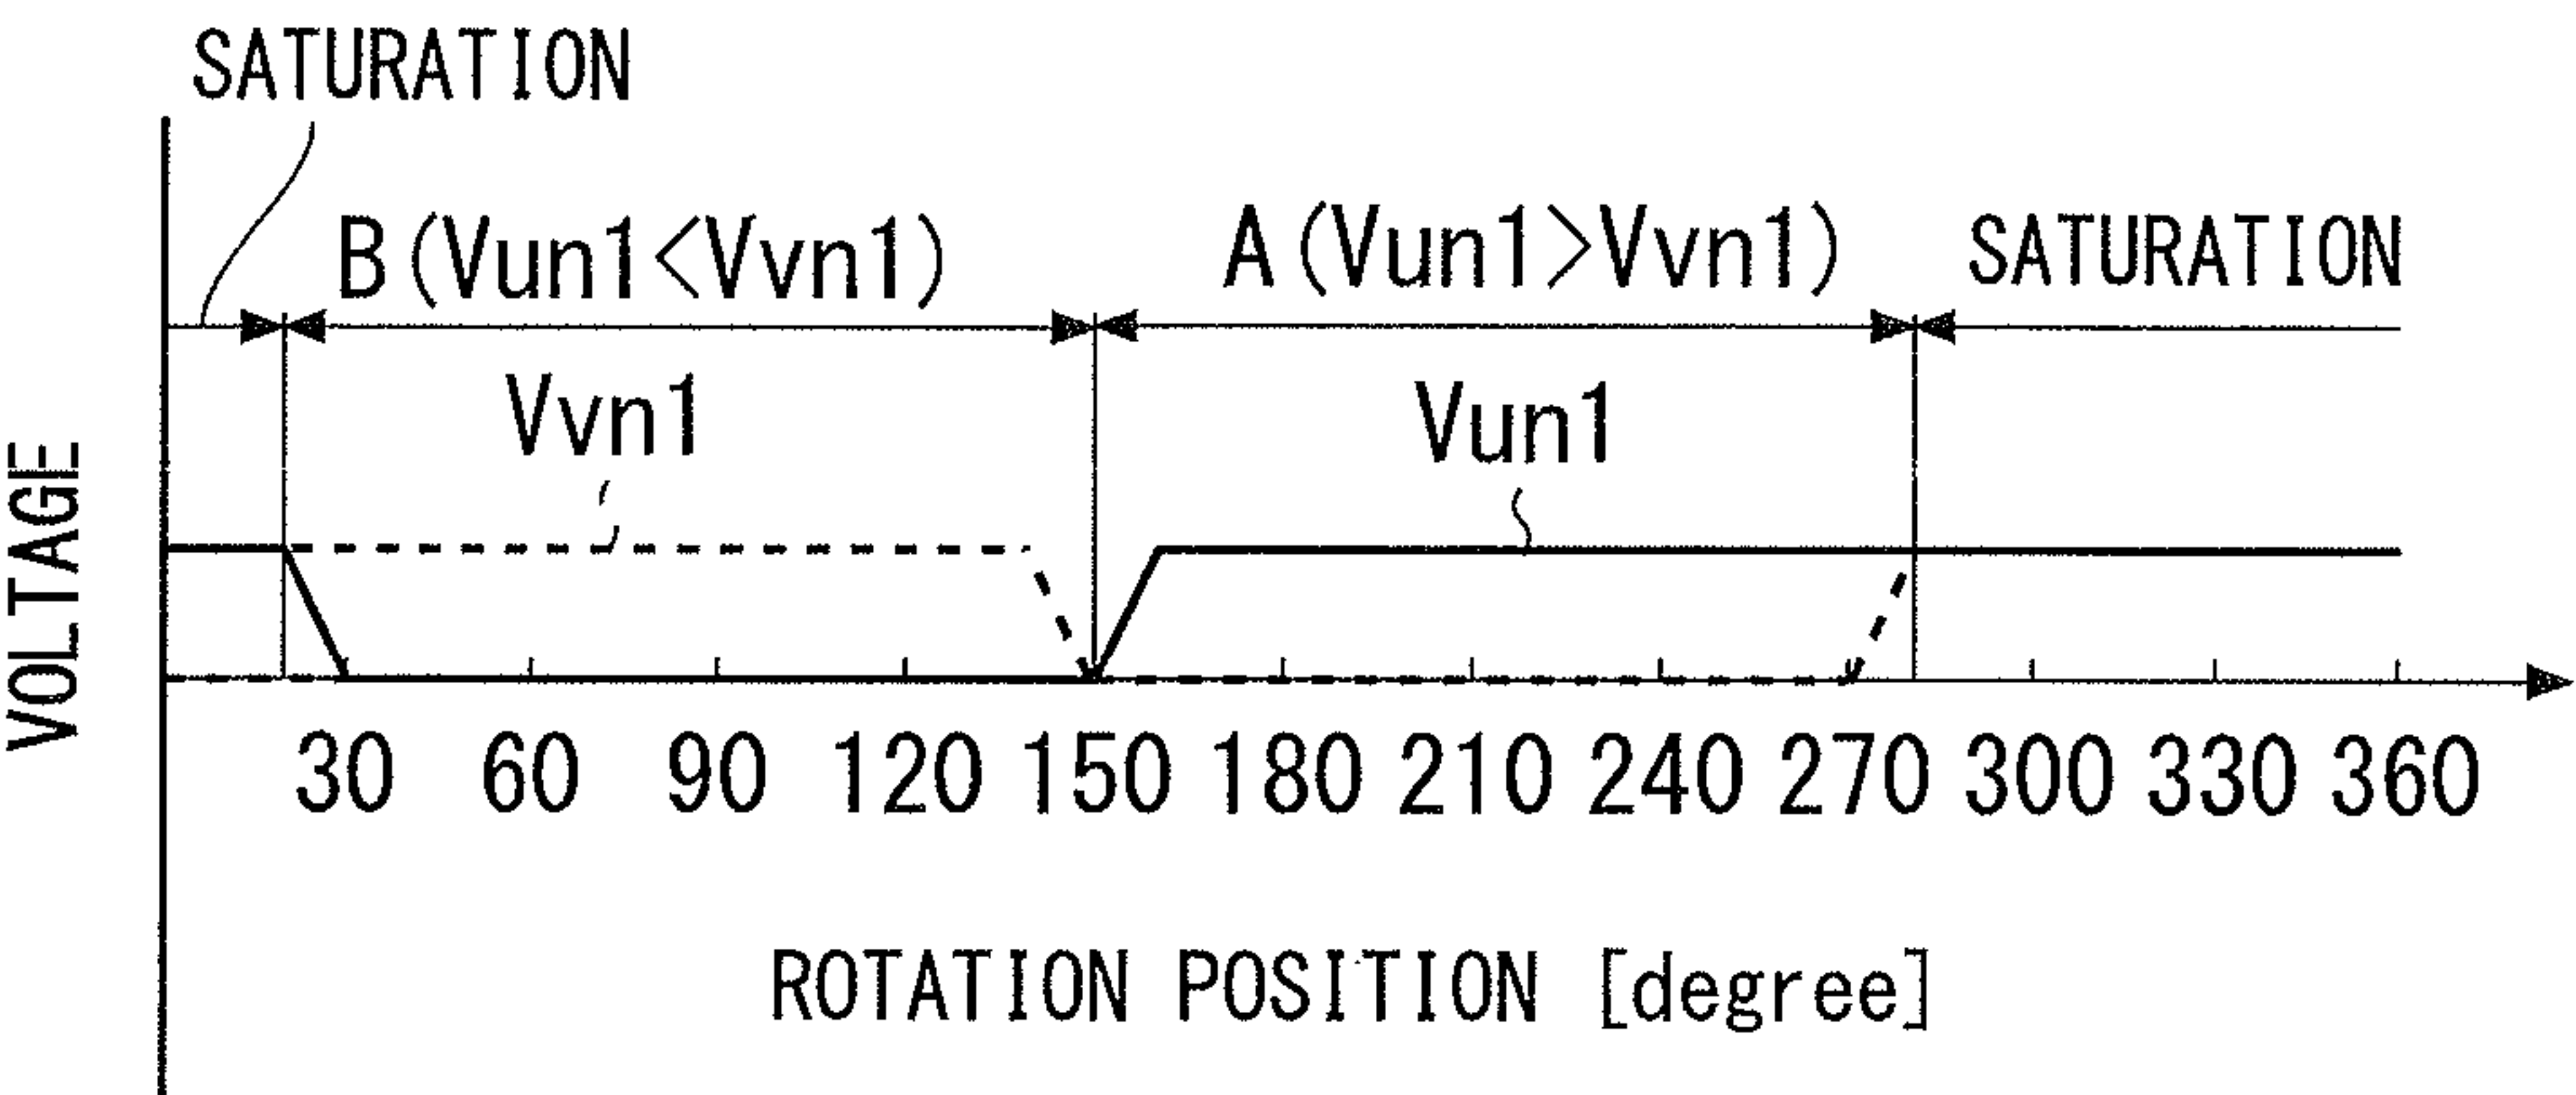 SATURATION
B(Vun1<Vvn1) A(Vun1>Vvn1) SATURATION
Vvn1 Vun1
VOLTAGE
30 60 90 120 150 180 210 240 270 300 330 360
ROTATION POSITION [degree]